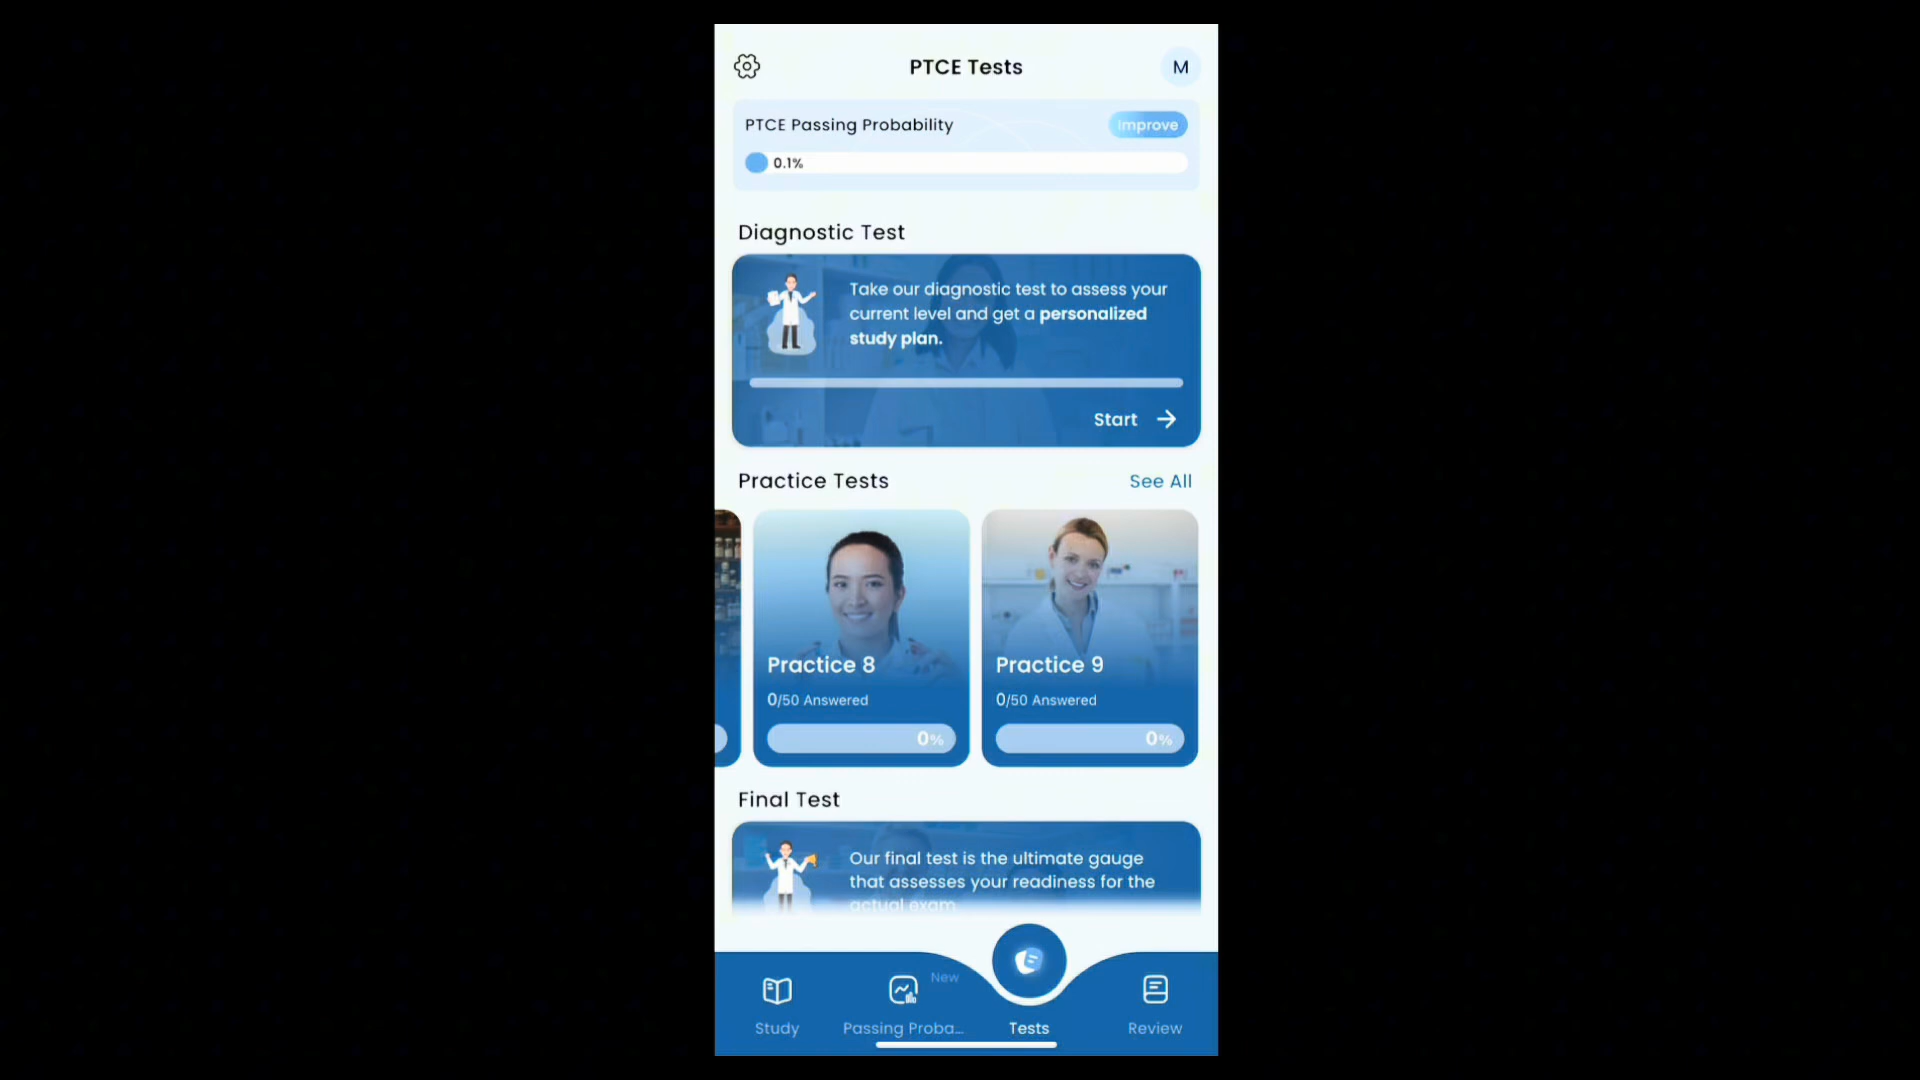 PTCE Tests
M
PTCE Passing Probability
Improve
0.1%
Diagnostic Test
Take our diagnostic test to assess your
current level and get a personalized
study plan.
Start
Practice Tests
See All
Practice 8
0/50 Answered
0%
Practice 9
0/50 Answered
0%
Final Test
Our final test is the ultimate gauge
that assesses your readiness for the
actual exam
New
Study
Passing Proba...
Tests
Review